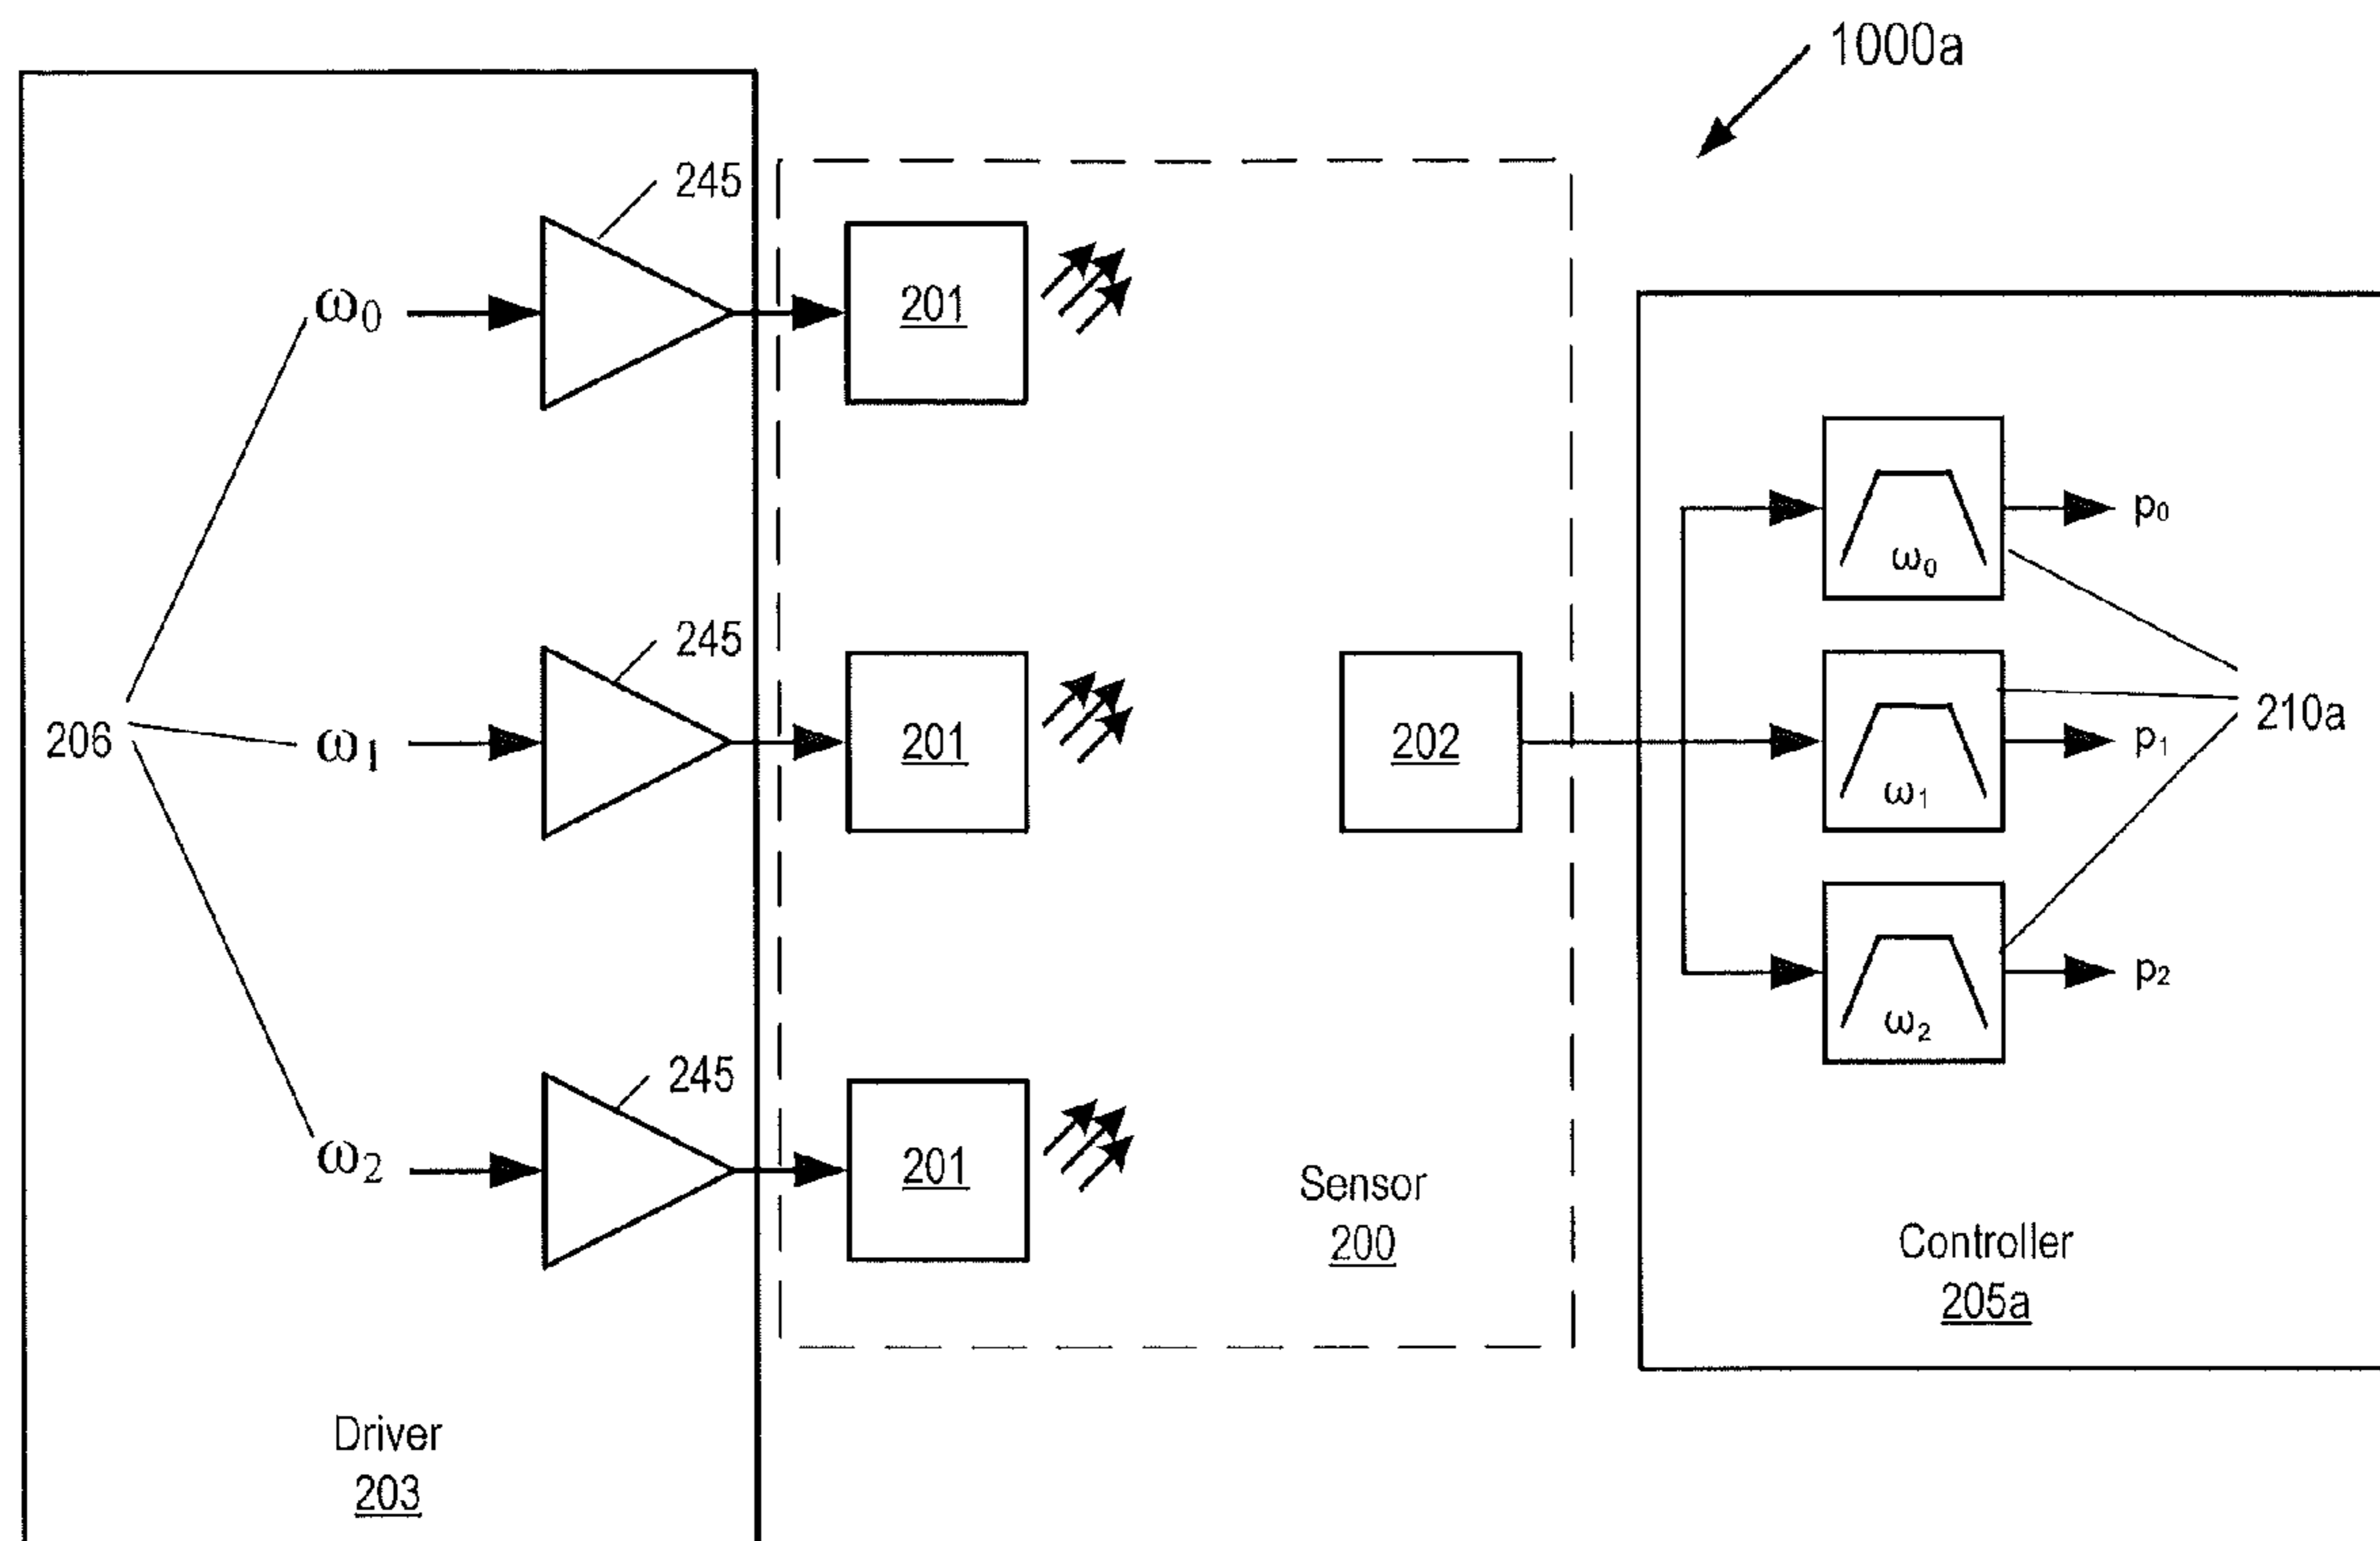 1000a
245
201
ω0
ω0
p0
245
206
ω1
201
202
ω1
p1
210a
245
ω2
201
ω2
p2
Sensor
200
Controller
205a
Driver
203